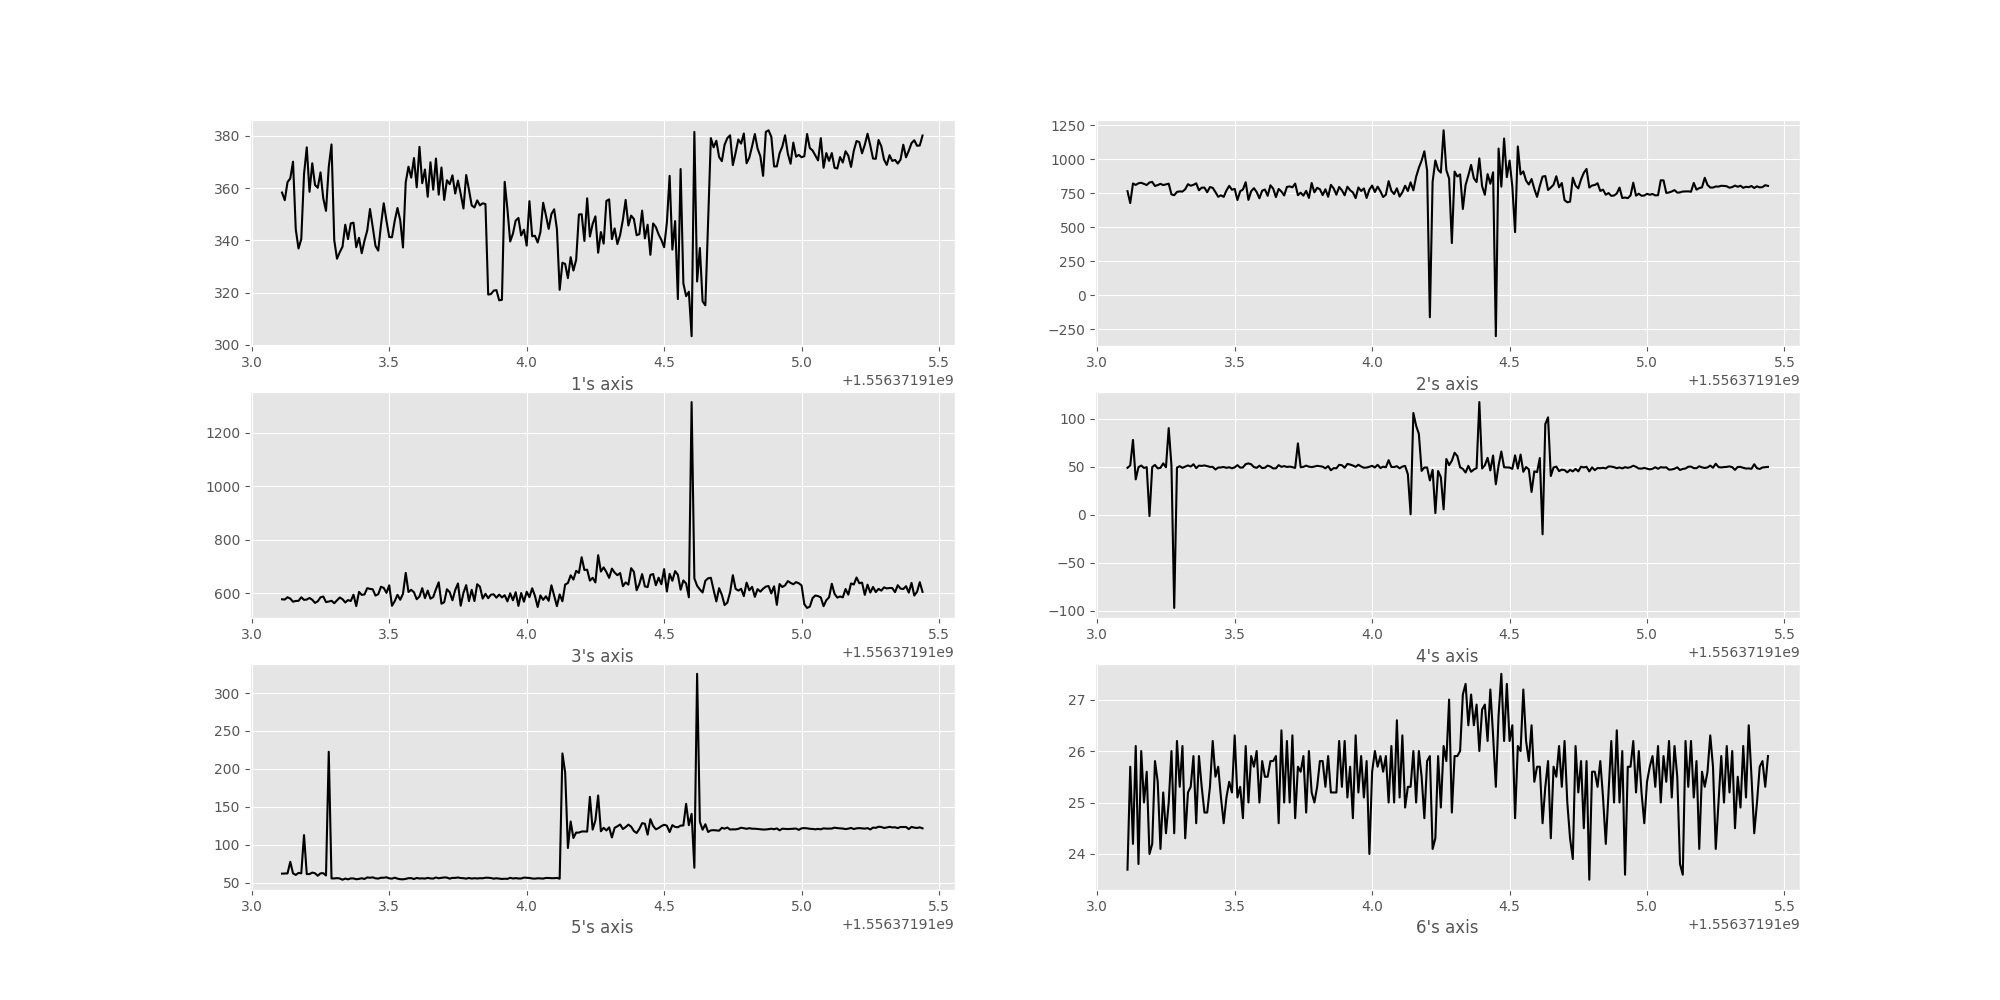 380
360
340
320
300
3.0 3.5 4.0 4.5 5.0 5.5
1's axis +1.55637191e9
1250
1000
750
500
250
0
−250
3.0 3.5 4.0 4.5 5.0 5.5
2's axis +1.55637191e9
1200
1000
800
600
3.0 3.5 4.0 4.5 5.0 5.5
3's axis +1.55637191e9
100
50
0
−50
−100
3.0 3.5 4.0 4.5 5.0 5.5
4's axis +1.55637191e9
300
250
200
150
100
50
3.0 3.5 4.0 4.5 5.0 5.5
5's axis +1.55637191e9
27
26
25
24
3.0 3.5 4.0 4.5 5.0 5.5
6's axis +1.55637191e9